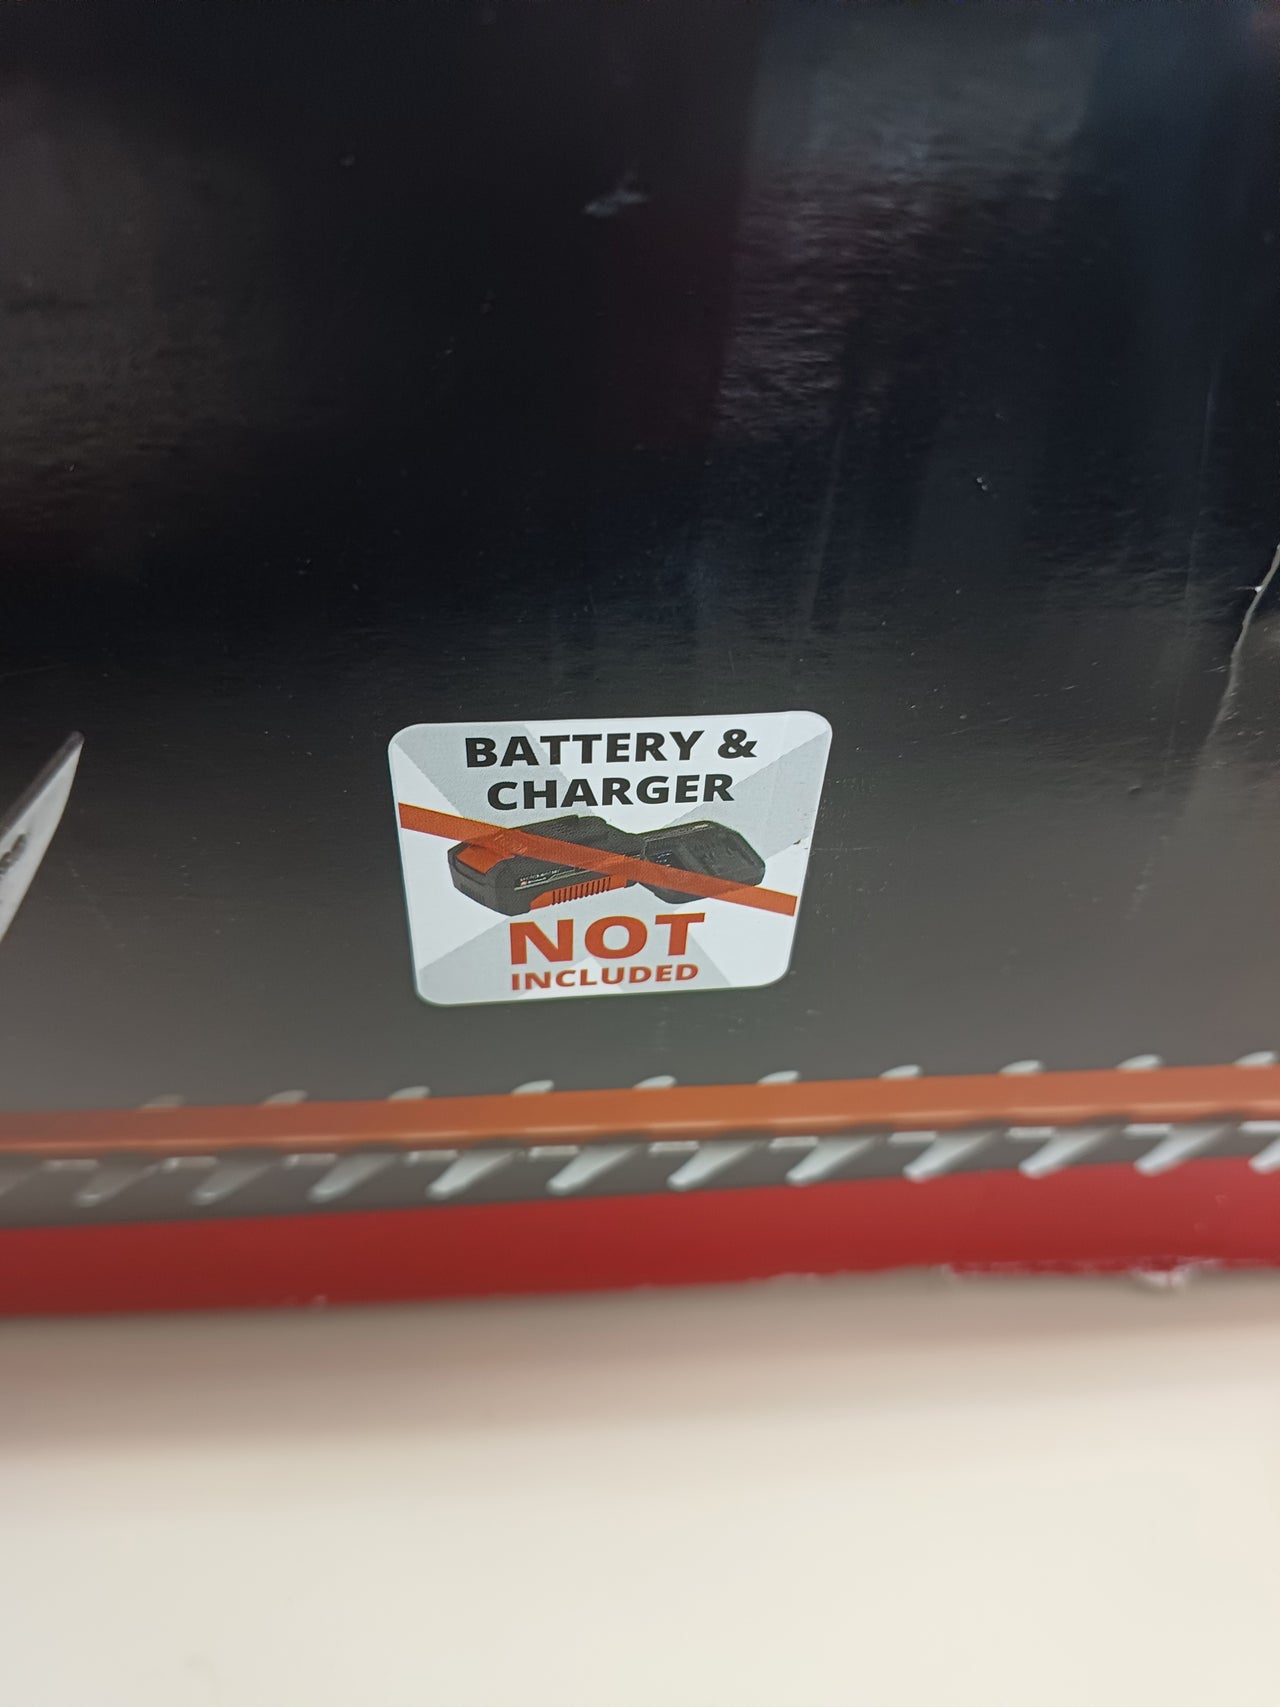 BATTERY &
CHARGER
NOT
INCLUDED